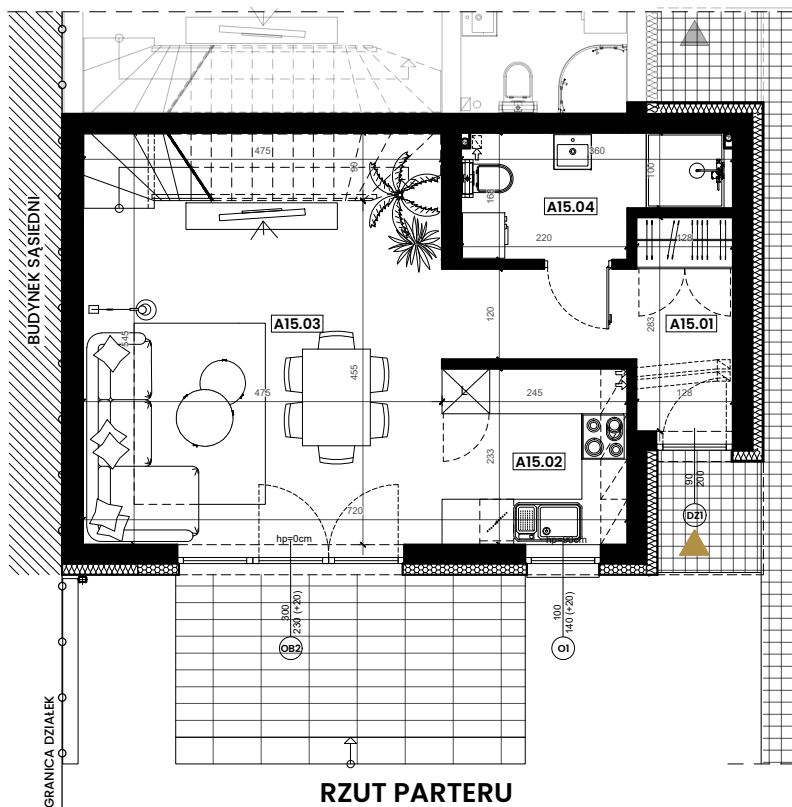 475
90
360
100
168
A15.04
220
128
BUDYNEK SĄSIEDNI
A15.03
120
283
A15.01
545
455
475
245
128
L
A15.02
233
90
200
720
DZ1
hp=0cm
hp=90cm
300
230 (+20)
100
140 (+20)
OB2
O1
GRANICA DZIAŁEK
RZUT PARTERU